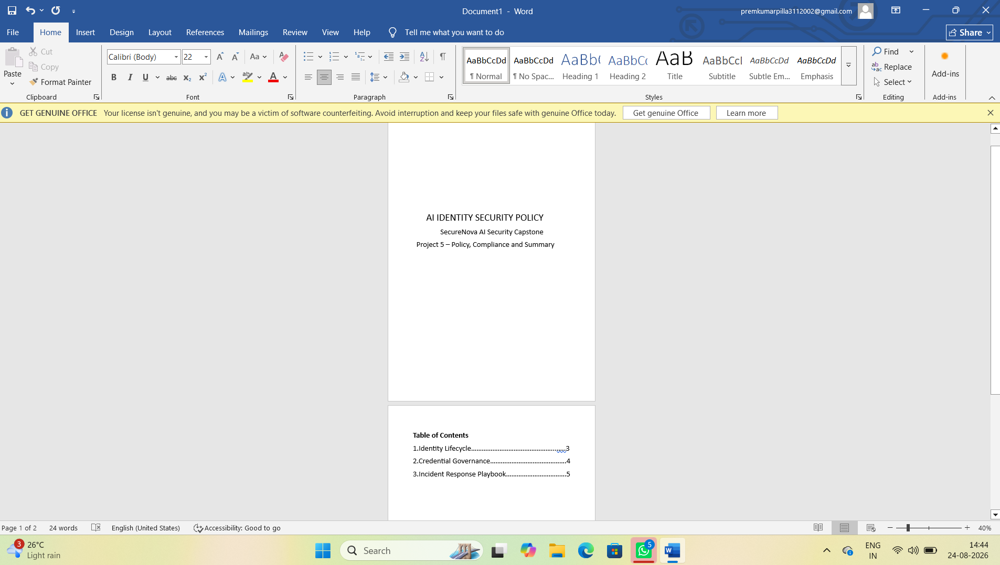 Document1 - Word
premkumarpilla3112002@gmail.com
File Home Insert Design Layout References Mailings Review View Help Tell me what you want to do
Share
Paste
Cut
Copy
Format Painter
Clipboard
Calibri (Body) 22
Font
Paragraph
AaBbCcDd AaBbCcDd AaBb( AaBbC( AaB AaBbCcI AaBbCcDd AaBbCcDd
¶ Normal ¶ No Spac... Heading 1 Heading 2 Title Subtitle Subtle Em... Emphasis
Styles
Find
Replace
Select
Editing
Add-ins
Add-ins
GET GENUINE OFFICE Your license isn't genuine, and you may be a victim of software counterfeiting. Avoid interruption and keep your files safe with genuine Office today. Get genuine Office Learn more
AI IDENTITY SECURITY POLICY
SecureNova AI Security Capstone
Project 5 – Policy, Compliance and Summary
Table of Contents
1.Identity Lifecycle......................................................3
2.Credential Governance...........................................4
3.Incident Response Playbook..................................5
Page 1 of 2 24 words English (United States) Accessibility: Good to go 40%
3
26°C
Light rain
Search
5
ENG
IN
14:44
24-08-2026